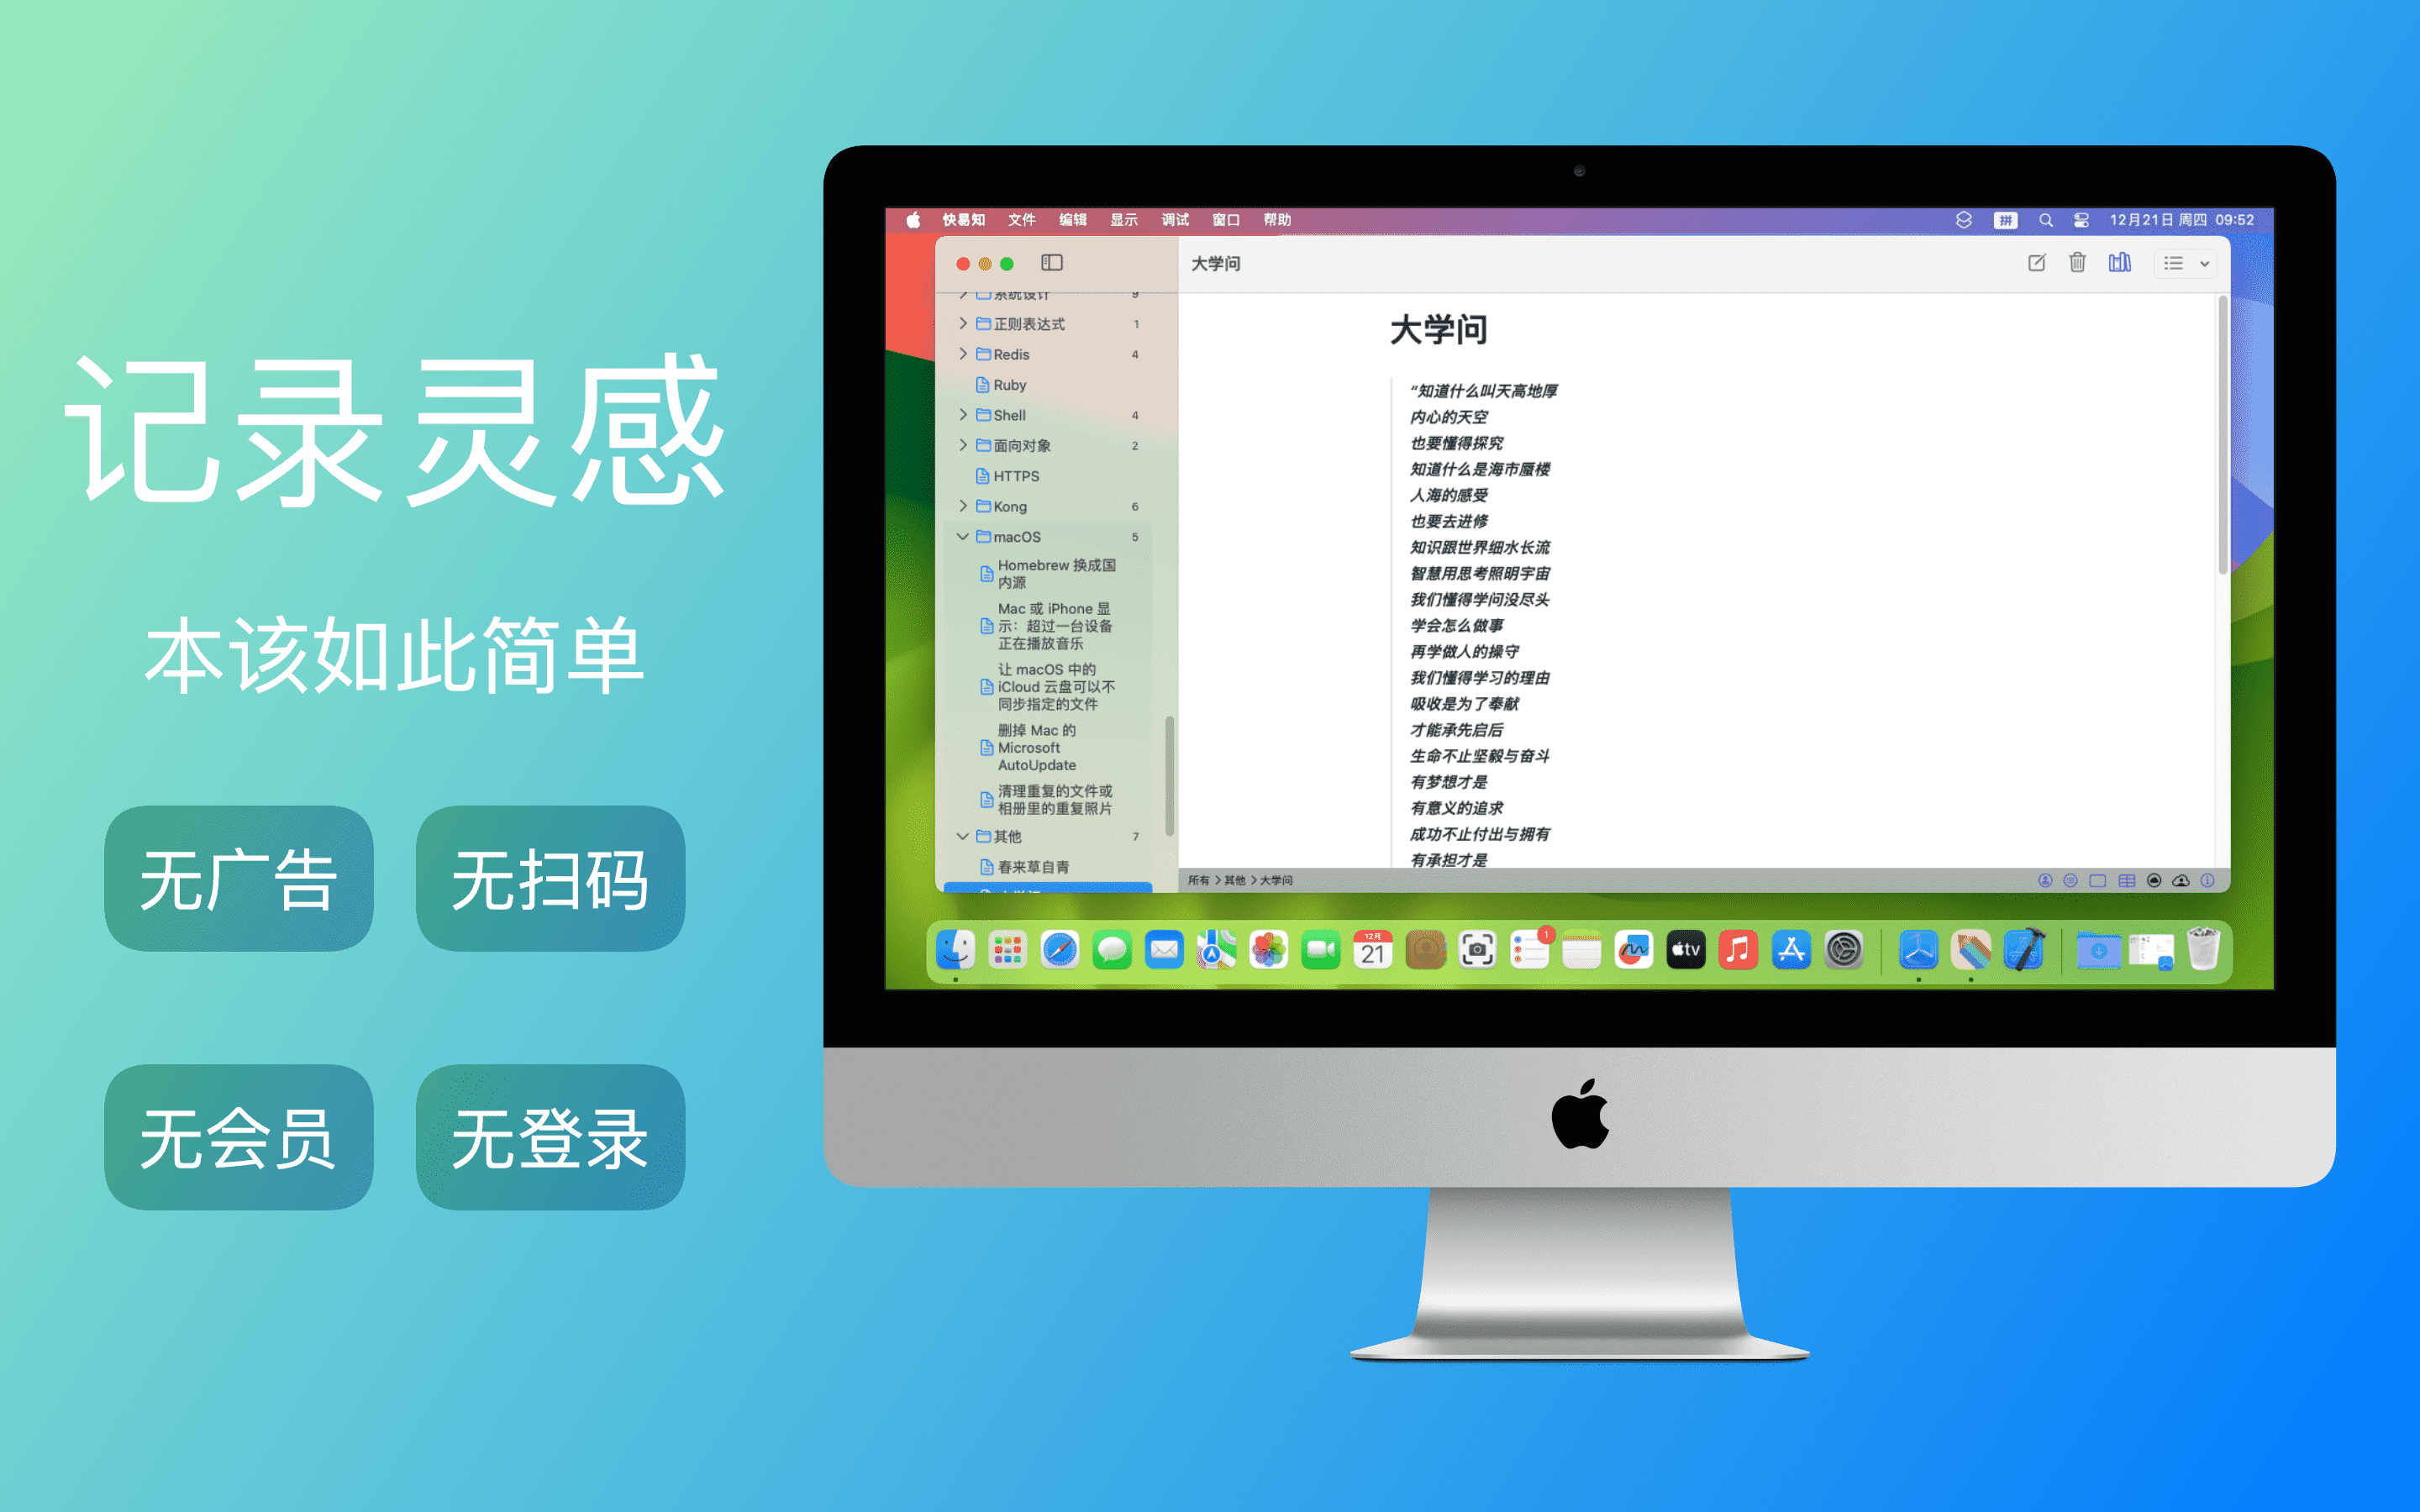 记录灵感
本该如此简单
无广告 无扫码
无会员 无登录
快易知 文件 编辑 显示 调试 窗口 帮助
拼 12月21日 周四 09:52
大学问
系统设计 9
正则表达式 1
Redis 4
Ruby
Shell 4
面向对象 2
HTTPS
Kong 6
macOS 5
Homebrew 换成国
内源
Mac 或 iPhone 显
示：超过一台设备
正在播放音乐
让 macOS 中的
iCloud 云盘可以不
同步指定的文件
删掉 Mac 的
Microsoft
AutoUpdate
清理重复的文件或
相册里的重复照片
其他 7
春来草自青
大学问
“知道什么叫天高地厚
内心的天空
也要懂得探究
知道什么是海市蜃楼
人海的感受
也要去进修
知识跟世界细水长流
智慧用思考照明宇宙
我们懂得学问没尽头
学会怎么做事
再学做人的操守
我们懂得学习的理由
吸收是为了奉献
才能承先启后
生命不止坚毅与奋斗
有梦想才是
有意义的追求
成功不止付出与拥有
有承担才是
所有 > 其他 > 大学问
12月
21
1
tv